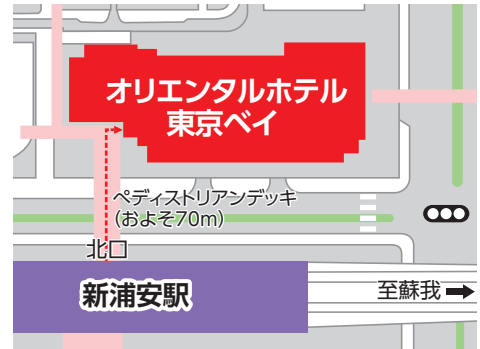 オリエンタルホテル
東京ベイ
ペディストリアンデッキ
(およそ70m)
北口
新浦安駅
至蘇我